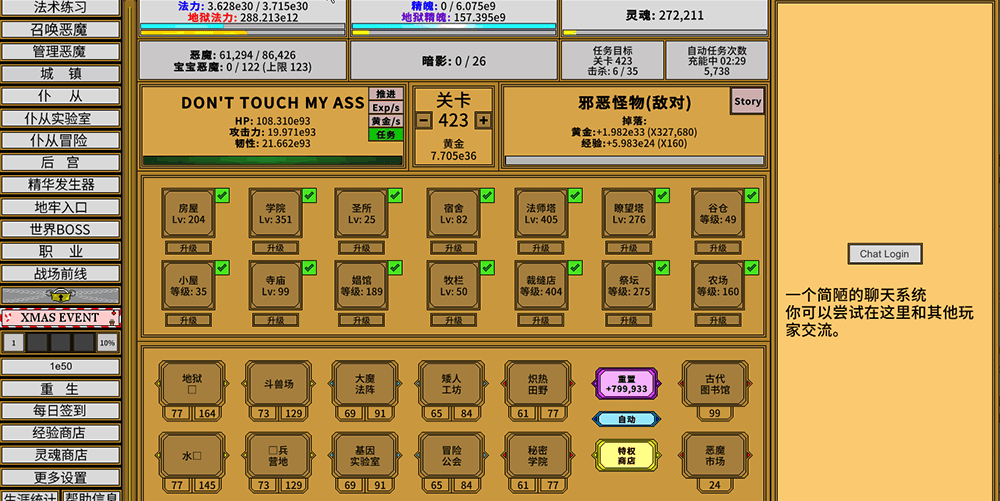 法术练习
召唤恶魔
管理恶魔
城 镇
仆 从
仆从实验室
仆从冒险
后 宫
精华发生器
地牢入口
世界BOSS
职 业
战场前线
XMAS EVENT
1
10%
1e50
重 生
每日签到
经验商店
灵魂商店
更多设置
生涯统计
帮助信息
法力: 3.628e30 / 3.715e30
地狱法力: 288.213e12
精魄: 0 / 6.075e9
地狱精魄: 157.395e9
灵魂: 272,211
恶魔: 61,294 / 86,426
宝宝恶魔: 0 / 122 (上限 123)
暗影: 0 / 26
任务目标
关卡 423
击杀: 6 / 35
自动任务次数
充能中 02:29
5,738
DON'T TOUCH MY ASS
HP: 108.310e93
攻击力: 19.971e93
韧性: 21.662e93
推进
Exp/s
黄金/s
任务
关卡
− 423 +
黄金
7.705e36
邪恶怪物(敌对)
掉落:
黄金:+1.982e33 (X327,680)
经验:+5.983e24 (X160)
Story
房屋
Lv: 204
升级
学院
Lv: 351
升级
圣所
Lv: 25
升级
宿舍
Lv: 82
升级
法师塔
Lv: 405
升级
瞭望塔
Lv: 276
升级
谷仓
等级: 49
升级
小屋
等级: 35
升级
寺庙
Lv: 99
升级
娼馆
等级: 189
升级
牧栏
Lv: 50
升级
裁缝店
等级: 404
升级
祭坛
等级: 275
升级
农场
等级: 160
升级
地狱
□
77 164
斗兽场
73 129
大魔
法阵
69 91
矮人
工坊
65 84
炽热
田野
61 77
重置
+799,933
自动
古代
图书馆
99
水□
77 145
□兵
营地
73 129
基因
实验室
69 91
冒险
公会
65 84
秘密
学院
61 77
特权
商店
恶魔
市场
24
Chat Login
一个简陋的聊天系统
你可以尝试在这里和其他玩
家交流。